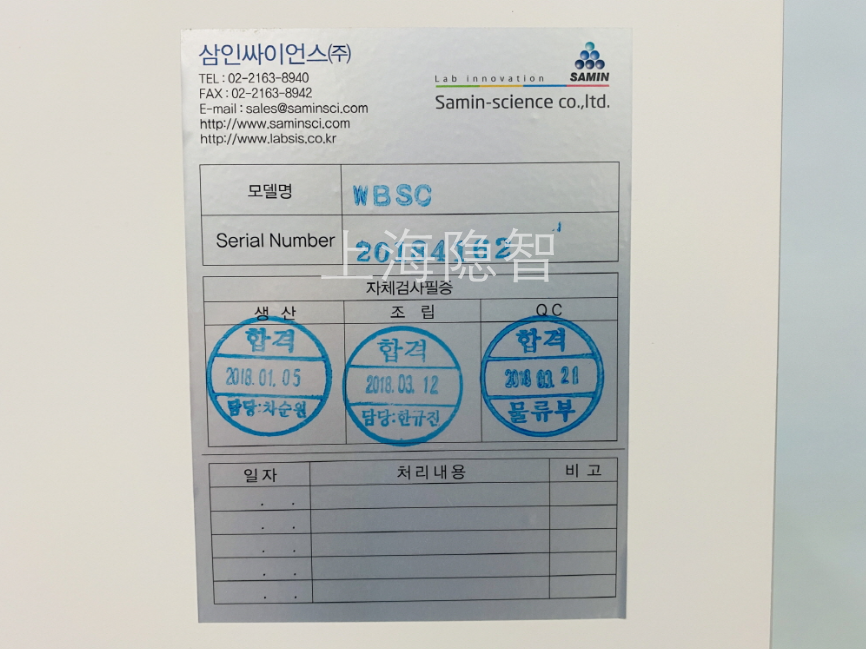 삼인싸이언스(주)
TEL : 02-2163-8940
FAX : 02-2163-8942
E-mail : sales@saminsci.com
http://www.saminsci.com
http://www.labsis.co.kr
Lab innovation
SAMIN
Samin-science co.,ltd.
모델명 WBSC
Serial Number
上海隐智
자체검사필증
생 산 조 립 QC
합격 합격 합격
2018. 01. 05 2018. 03. 12 2018 03. 21
담당:차순원 담당:한규진 물류부
일자 처리내용 비고
. .
. .
. .
. .
. .